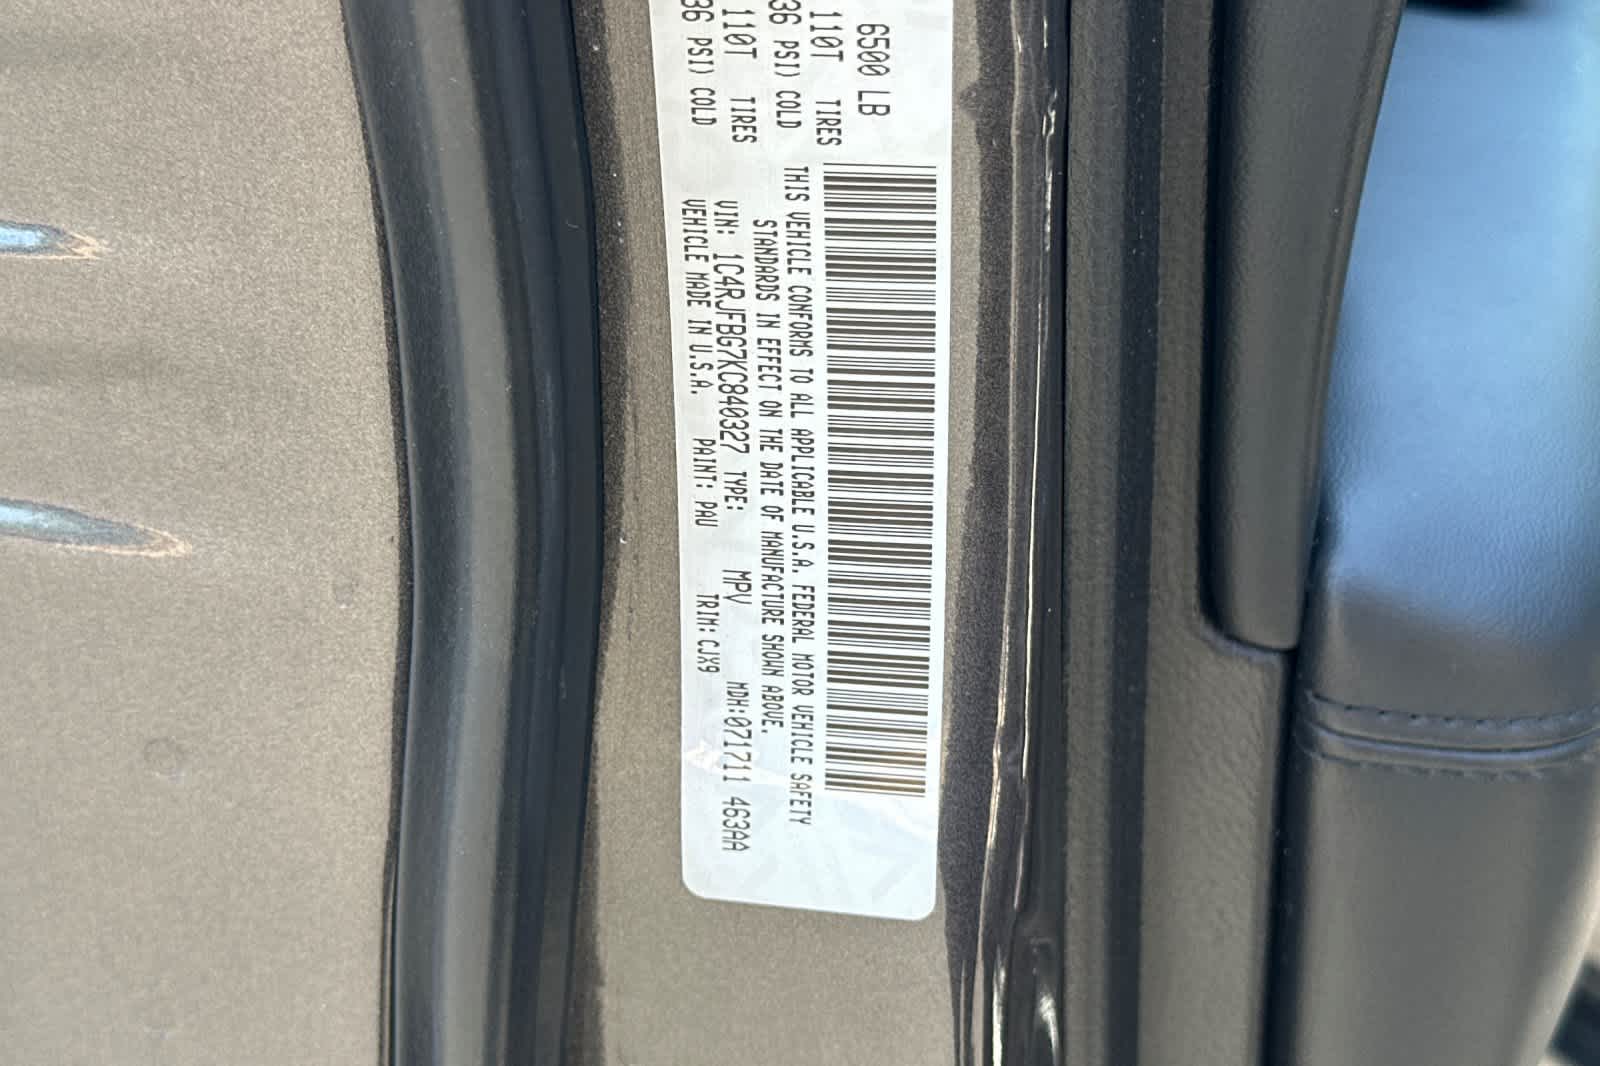 6500 LB
110T TIRES
36 PSI) COLD
110T TIRES
36 PSI) COLD
THIS VEHICLE CONFORMS TO ALL APPLICABLE U.S.A. FEDERAL MOTOR VEHICLE SAFETY
STANDARDS IN EFFECT ON THE DATE OF MANUFACTURE SHOWN ABOVE.
VIN: 1C4RJFBG7KC840327 TYPE: MPV MDH:071711 463AA
VEHICLE MADE IN U.S.A. PAINT: PAU TRIM: CJX9